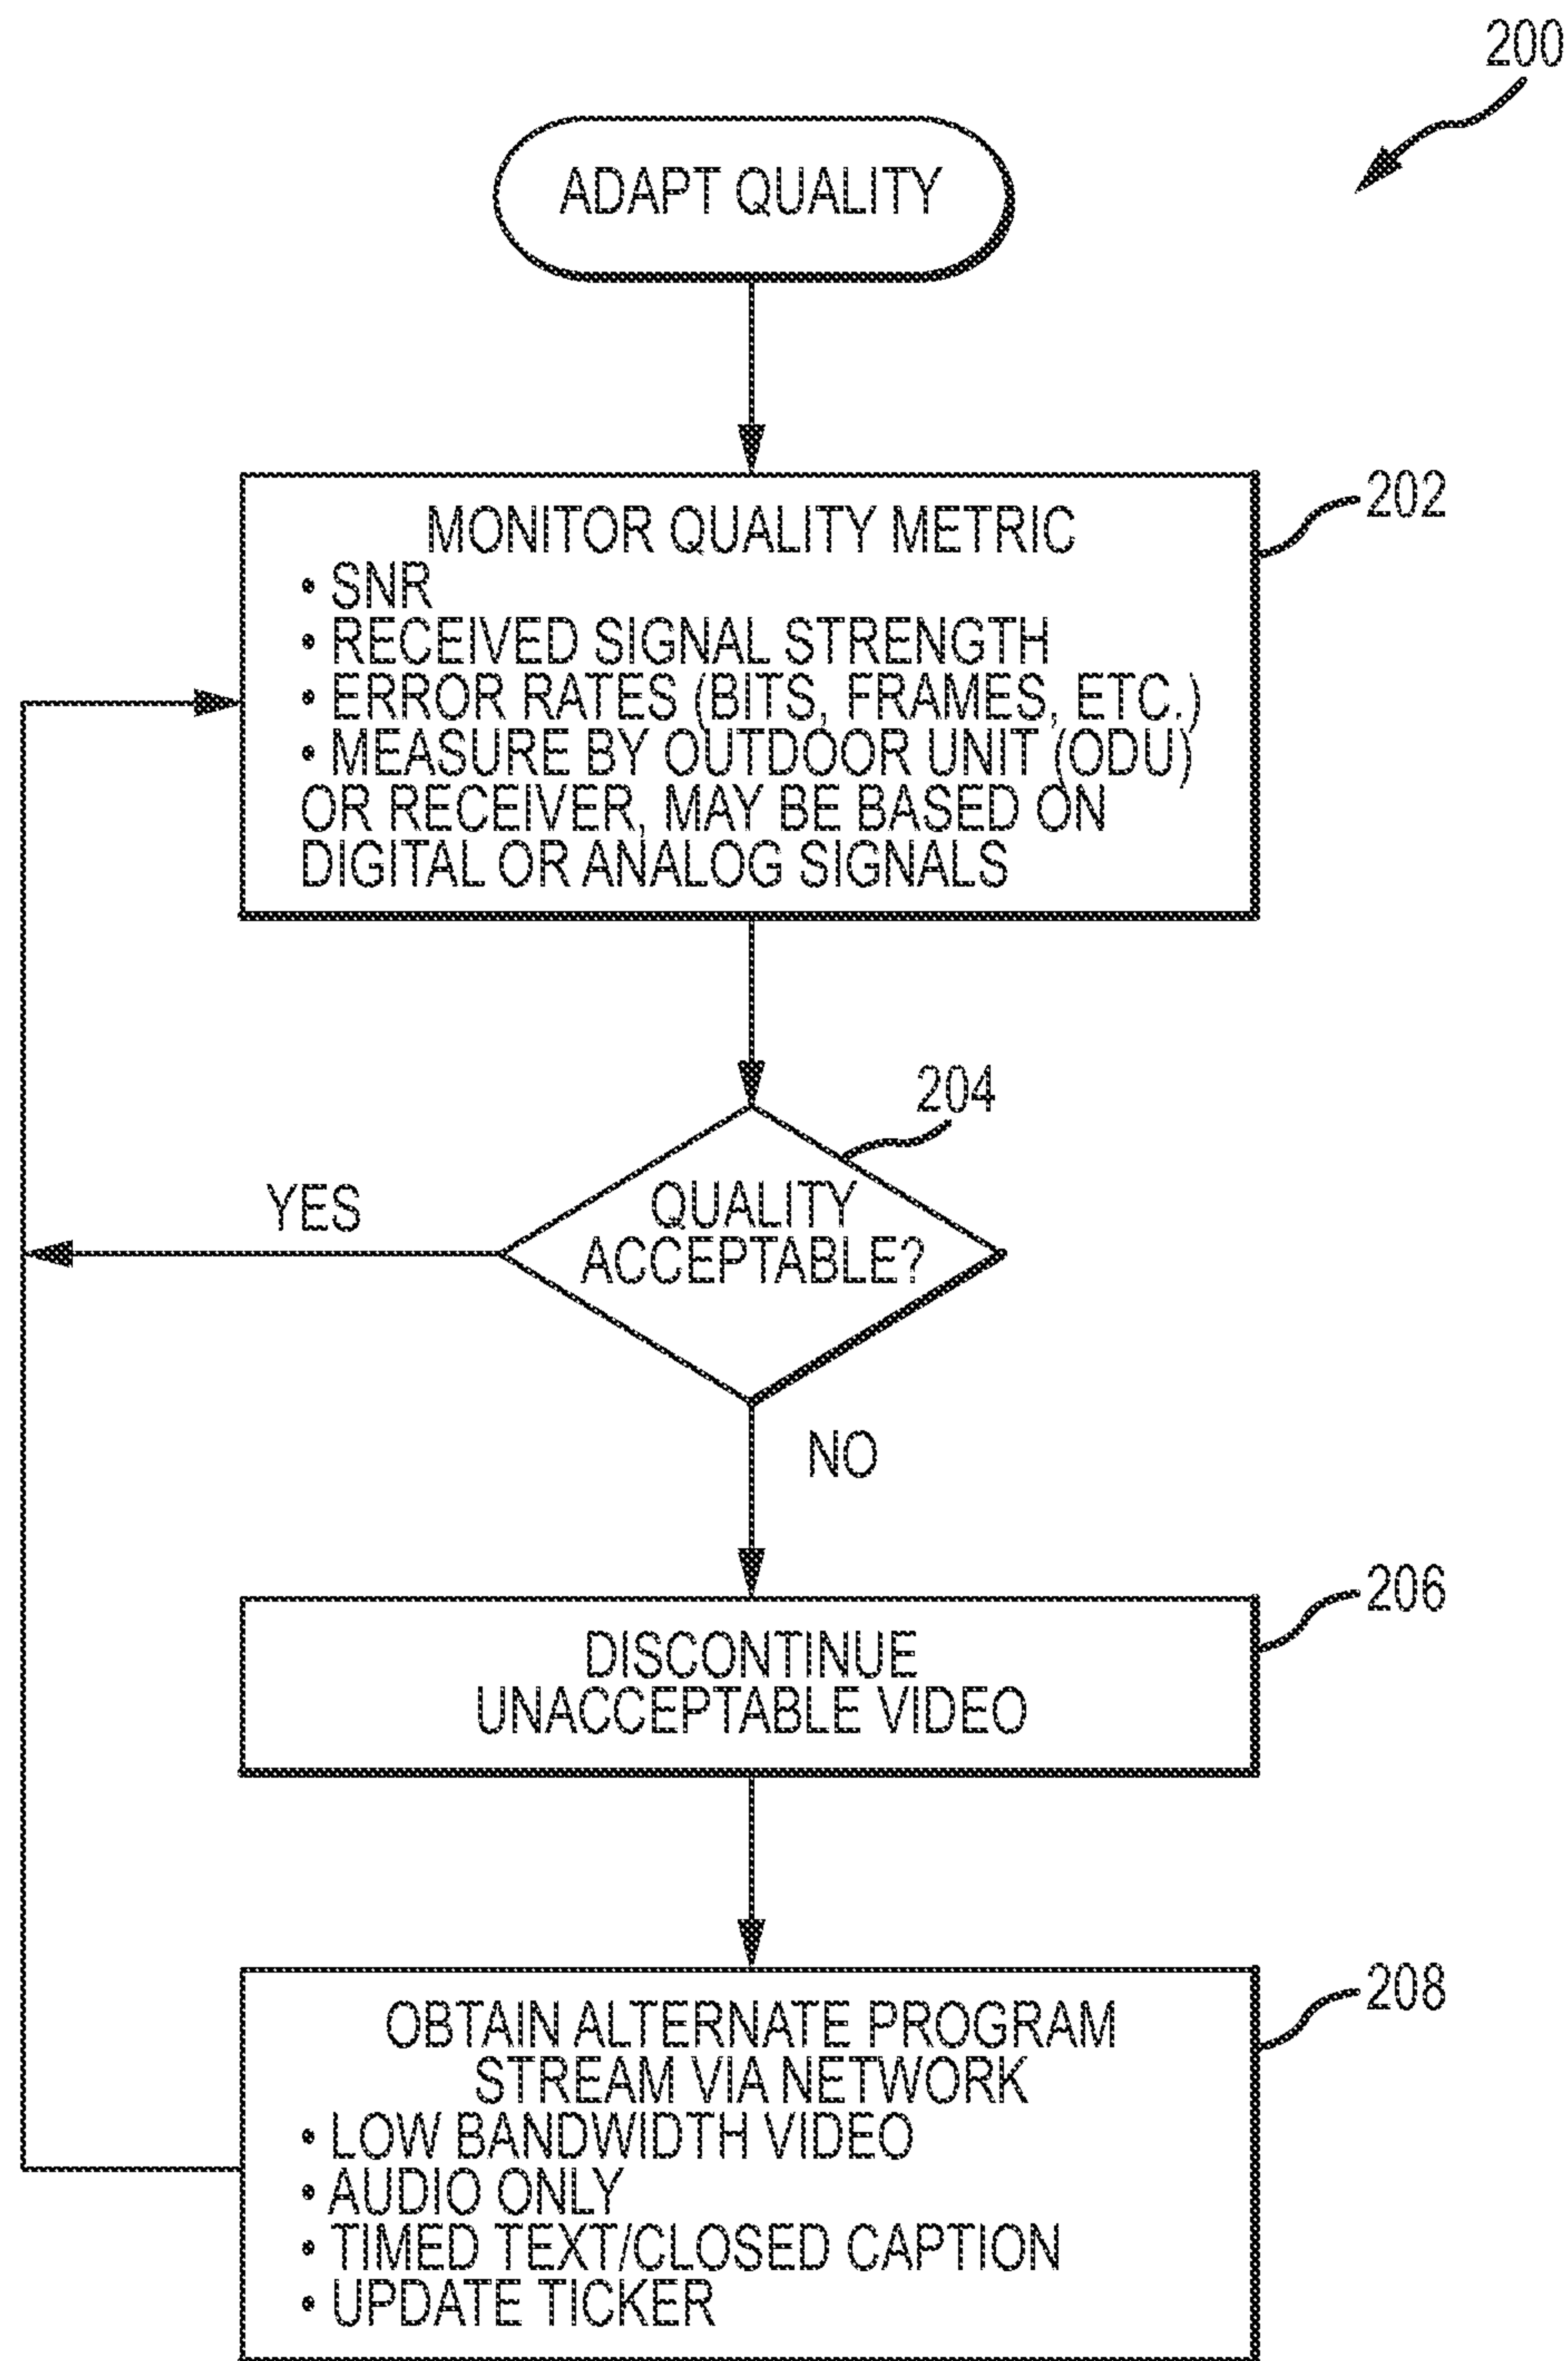 200
ADAPT QUALITY
202
MONITOR QUALITY METRIC
• SNR
• RECEIVED SIGNAL STRENGTH
• ERROR RATES (BITS, FRAMES, ETC.)
• MEASURE BY OUTDOOR UNIT (ODU)
OR RECEIVER, MAY BE BASED ON
DIGITAL OR ANALOG SIGNALS
204
YES
QUALITY
ACCEPTABLE?
NO
206
DISCONTINUE
UNACCEPTABLE VIDEO
208
OBTAIN ALTERNATE PROGRAM
STREAM VIA NETWORK
• LOW BANDWIDTH VIDEO
• AUDIO ONLY
• TIMED TEXT/CLOSED CAPTION
• UPDATE TICKER